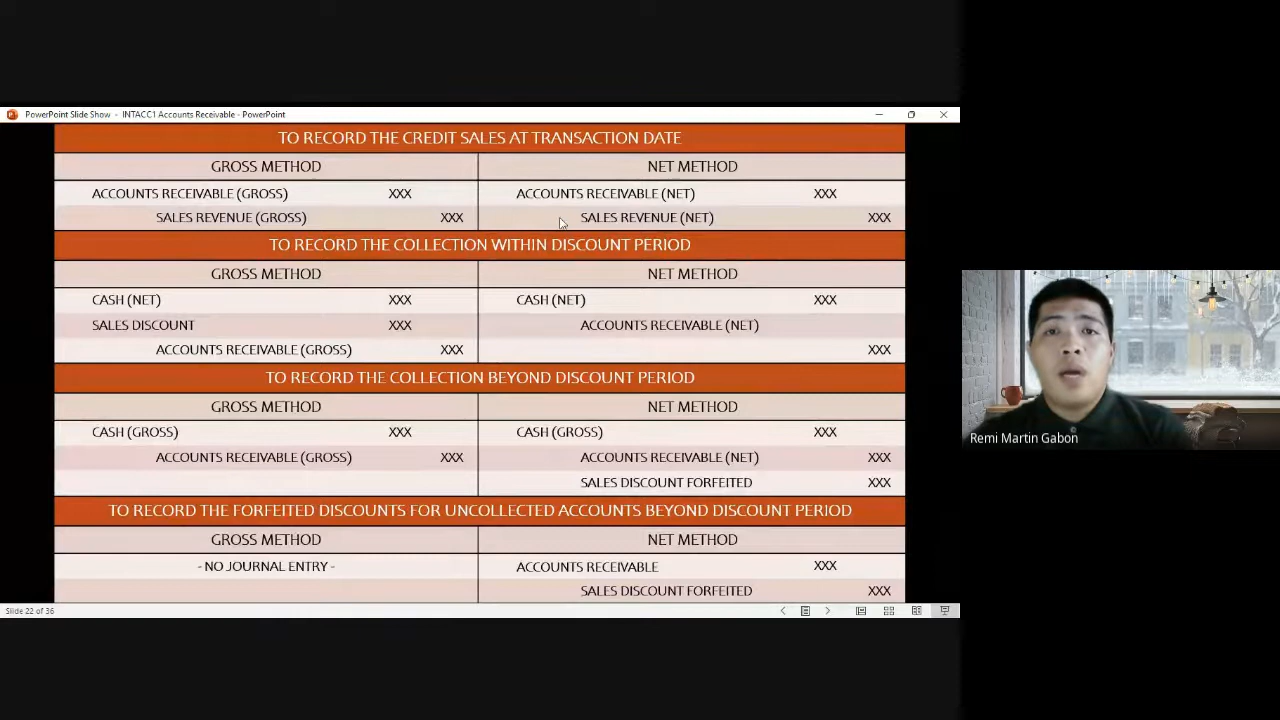 PowerPoint Slide Show - INTACC1 Accounts Receivable - PowerPoint
TO RECORD THE CREDIT SALES AT TRANSACTION DATE
GROSS METHOD NET METHOD
ACCOUNTS RECEIVABLE (GROSS) XXX ACCOUNTS RECEIVABLE (NET) XXX
SALES REVENUE (GROSS) XXX SALES REVENUE (NET) XXX
TO RECORD THE COLLECTION WITHIN DISCOUNT PERIOD
GROSS METHOD NET METHOD
CASH (NET) XXX CASH (NET) XXX
SALES DISCOUNT XXX ACCOUNTS RECEIVABLE (NET)
ACCOUNTS RECEIVABLE (GROSS) XXX XXX
TO RECORD THE COLLECTION BEYOND DISCOUNT PERIOD
GROSS METHOD NET METHOD
CASH (GROSS) XXX CASH (GROSS) XXX
ACCOUNTS RECEIVABLE (GROSS) XXX ACCOUNTS RECEIVABLE (NET) XXX
SALES DISCOUNT FORFEITED XXX
TO RECORD THE FORFEITED DISCOUNTS FOR UNCOLLECTED ACCOUNTS BEYOND DISCOUNT PERIOD
GROSS METHOD NET METHOD
- NO JOURNAL ENTRY - ACCOUNTS RECEIVABLE XXX
SALES DISCOUNT FORFEITED XXX
Slide 22 of 36
Remi Martin Gabon